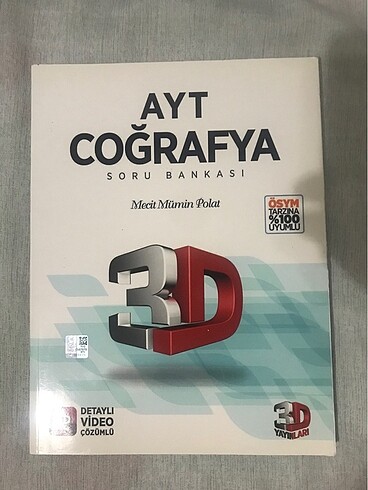 AYT
COĞRAFYA
SORU BANKASI
Mecit Mümin Polat
ÖSYM
TARZINA
%100
UYUMLU
3D
DETAYLI
VİDEO
ÇÖZÜMLÜ
3D
YAYINLARI